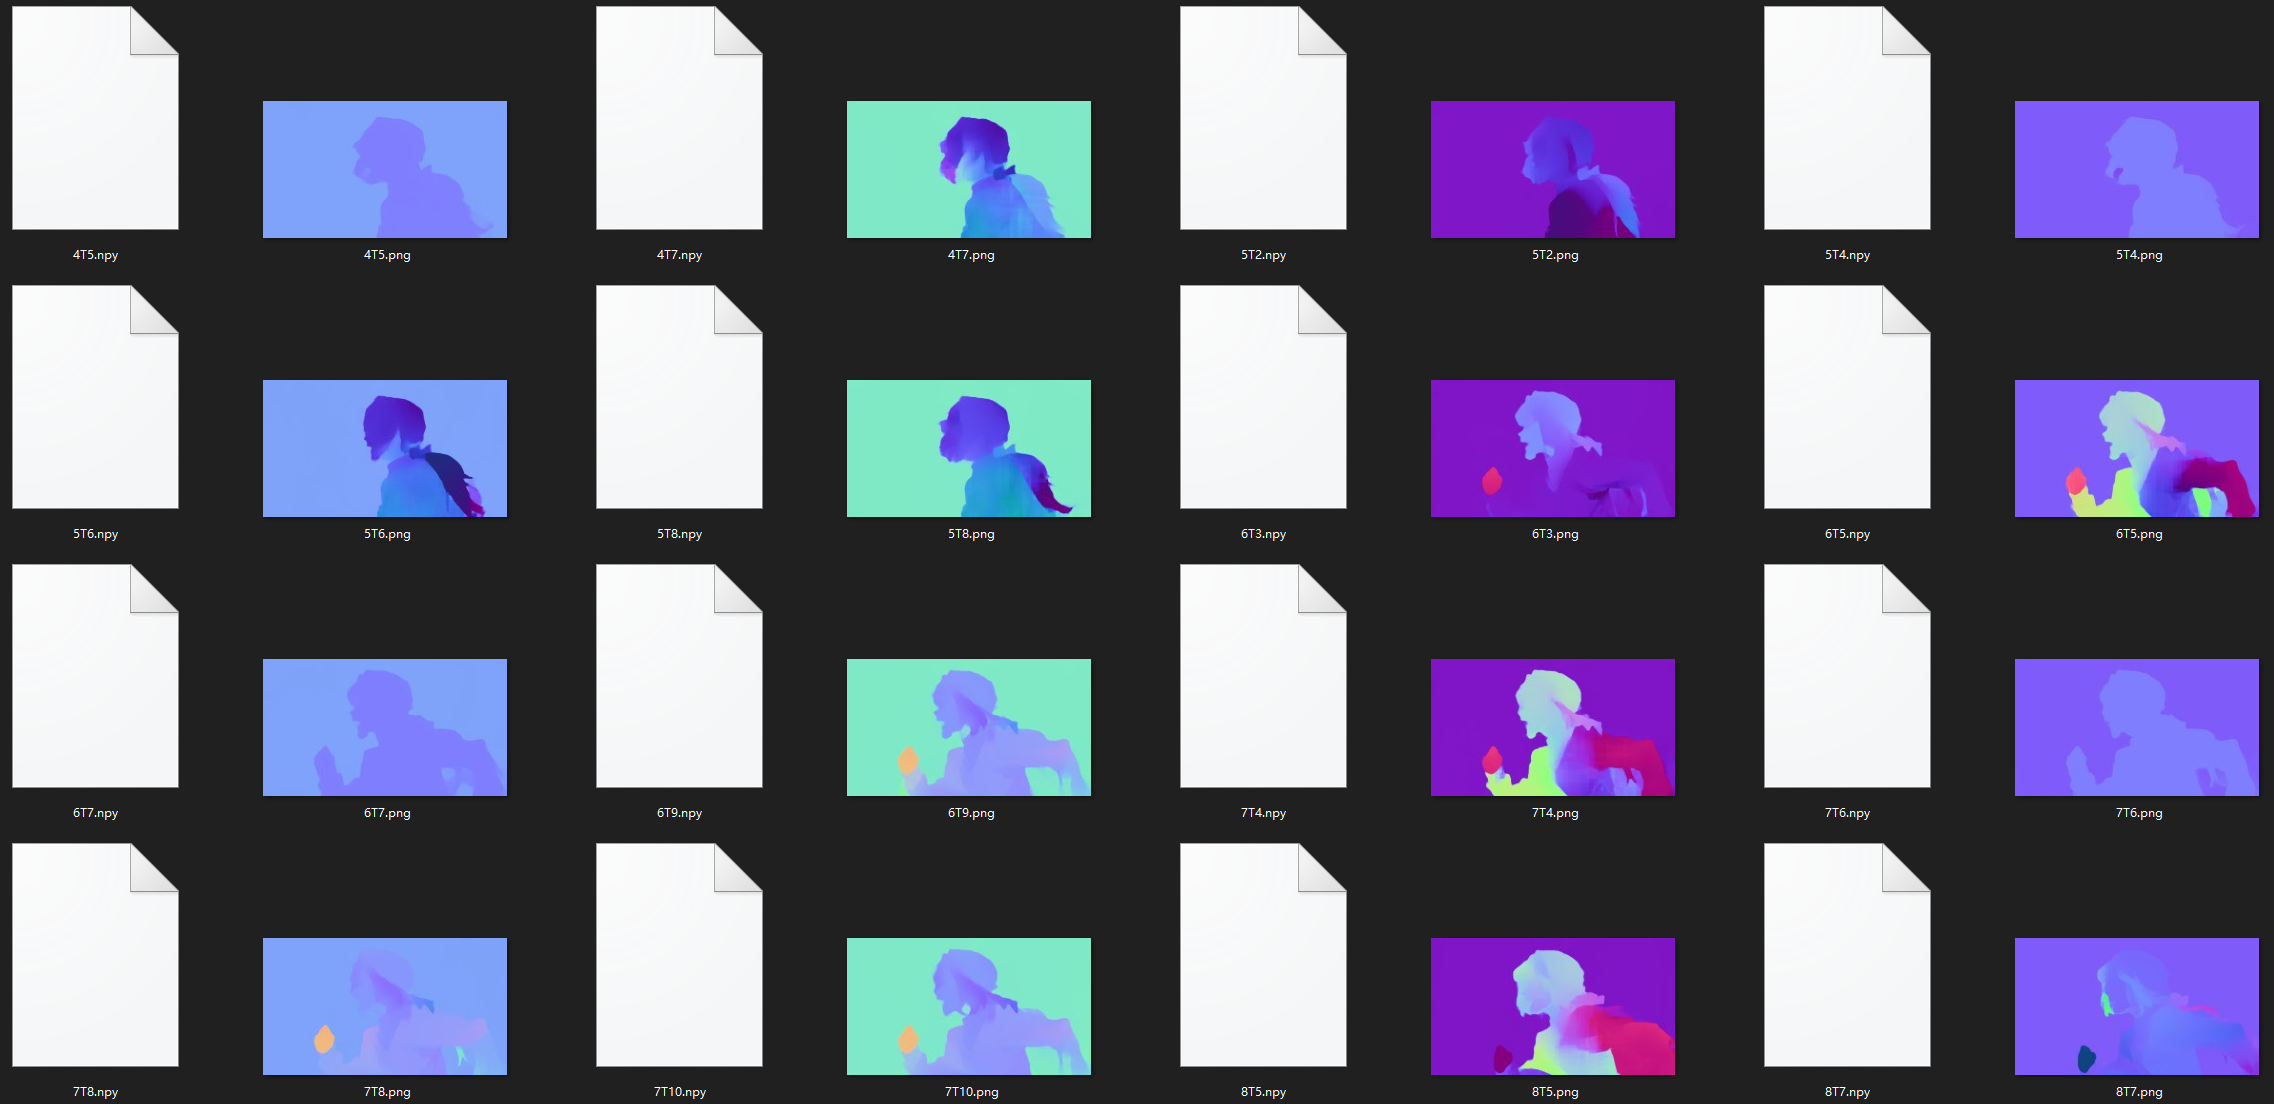 4T5.npy 4T5.png 4T7.npy 4T7.png 5T2.npy 5T2.png 5T4.npy 5T4.png
5T6.npy 5T6.png 5T8.npy 5T8.png 6T3.npy 6T3.png 6T5.npy 6T5.png
6T7.npy 6T7.png 6T9.npy 6T9.png 7T4.npy 7T4.png 7T6.npy 7T6.png
7T8.npy 7T8.png 7T10.npy 7T10.png 8T5.npy 8T5.png 8T7.npy 8T7.png